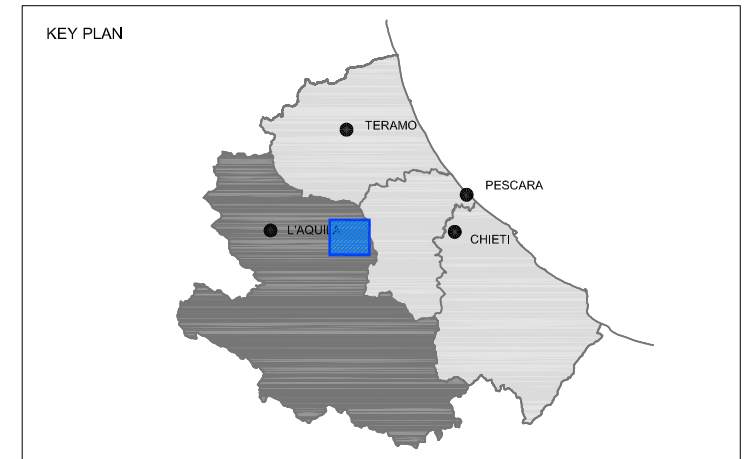 KEY PLAN
TERAMO
PESCARA
L'AQUILA
CHIETI